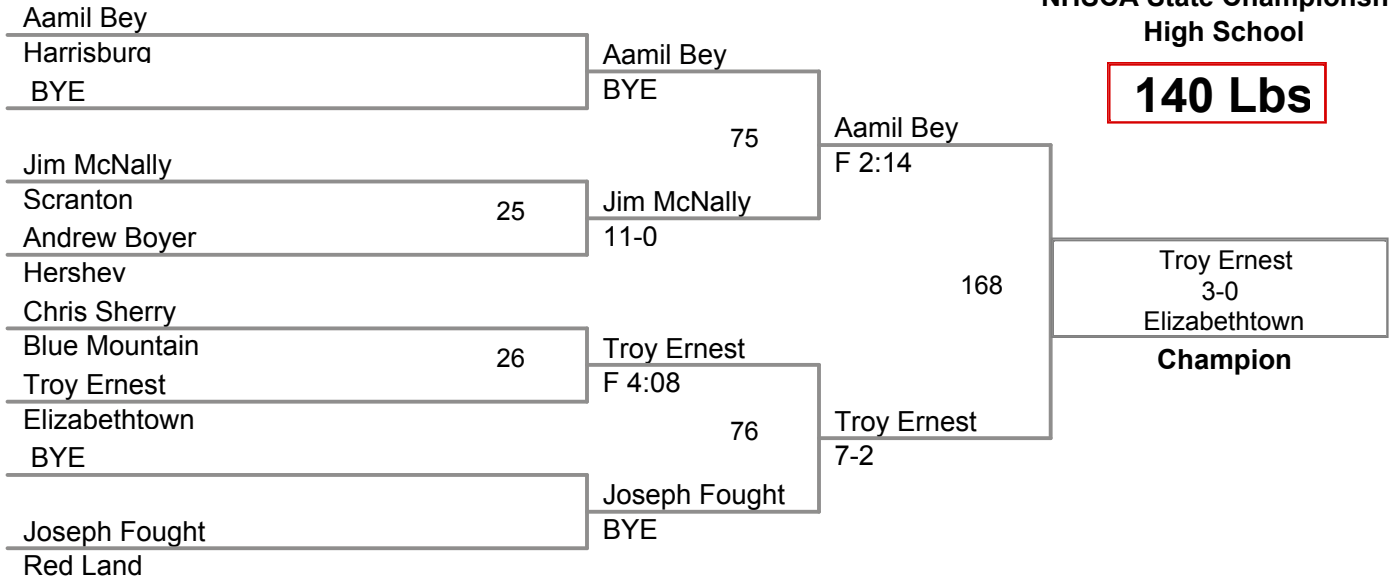 High School
140 Lbs
Aamil Bey
Harrisburg
BYE
Jim McNally
Scranton
25
Andrew Boyer
Hershey
Chris Sherry
Blue Mountain
26
Troy Ernest
Elizabethtown
BYE
Joseph Fought
Red Land
Aamil Bey
BYE
75
Jim McNally
11-0
Troy Ernest
F 4:08
76
Joseph Fought
BYE
Aamil Bey
F 2:14
168
Troy Ernest
7-2
Troy Ernest
3-0
Elizabethtown
Champion